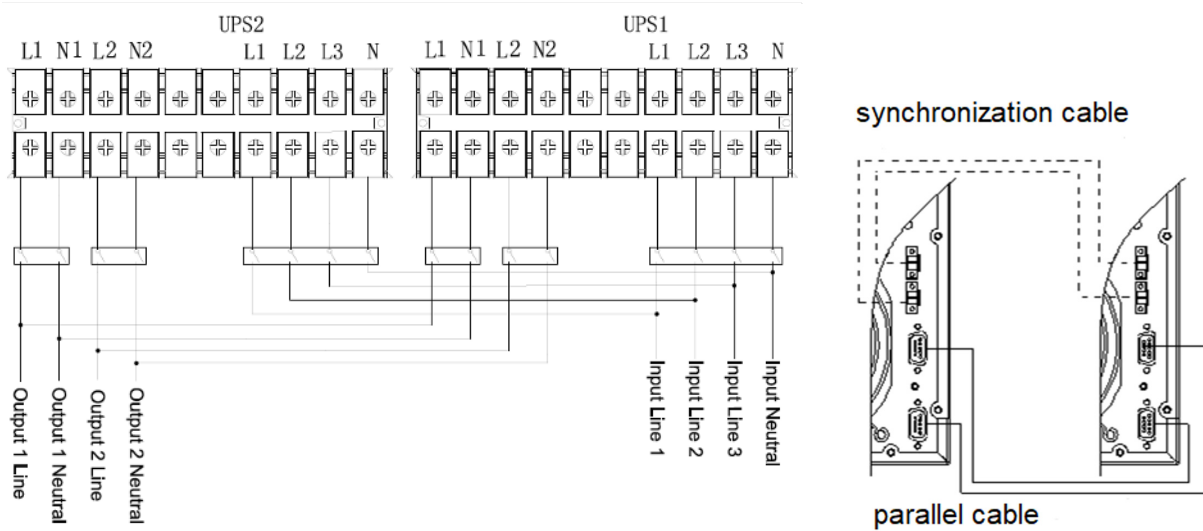 UPS2
UPS1
L1 N1 L2 N2 L1 L2 L3 N
L1 N1 L2 N2 L1 L2 L3 N
synchronization cable
Output 1 Line
Output 1 Neutral
Output 2 Line
Output 2 Neutral
Input Line 1
Input Line 2
Input Line 3
Input Neutral
parallel cable